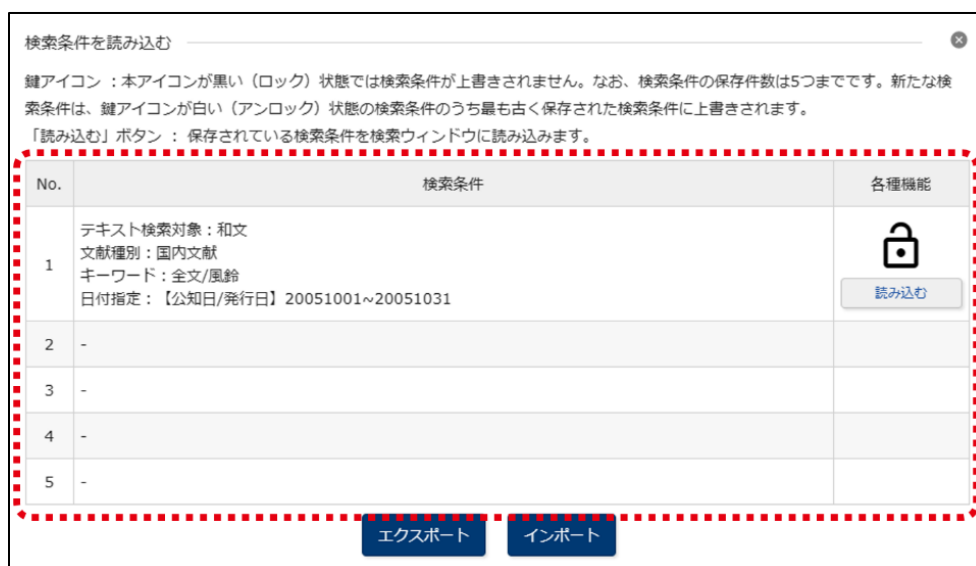 検索条件を読み込む
鍵アイコン ：本アイコンが黒い（ロック）状態では検索条件が上書きされません。なお、検索条件の保存件数は5つまでです。新たな検
索条件は、鍵アイコンが白い（アンロック）状態の検索条件のうち最も古く保存された検索条件に上書きされます。
「読み込む」ボタン ： 保存されている検索条件を検索ウィンドウに読み込みます。
No. 検索条件 各種機能
1
テキスト検索対象：和文
文献種別：国内文献
キーワード：全文/風鈴
日付指定：【公知日/発行日】20051001~20051031
読み込む
2 -
3 -
4 -
5 -
エクスポート インポート